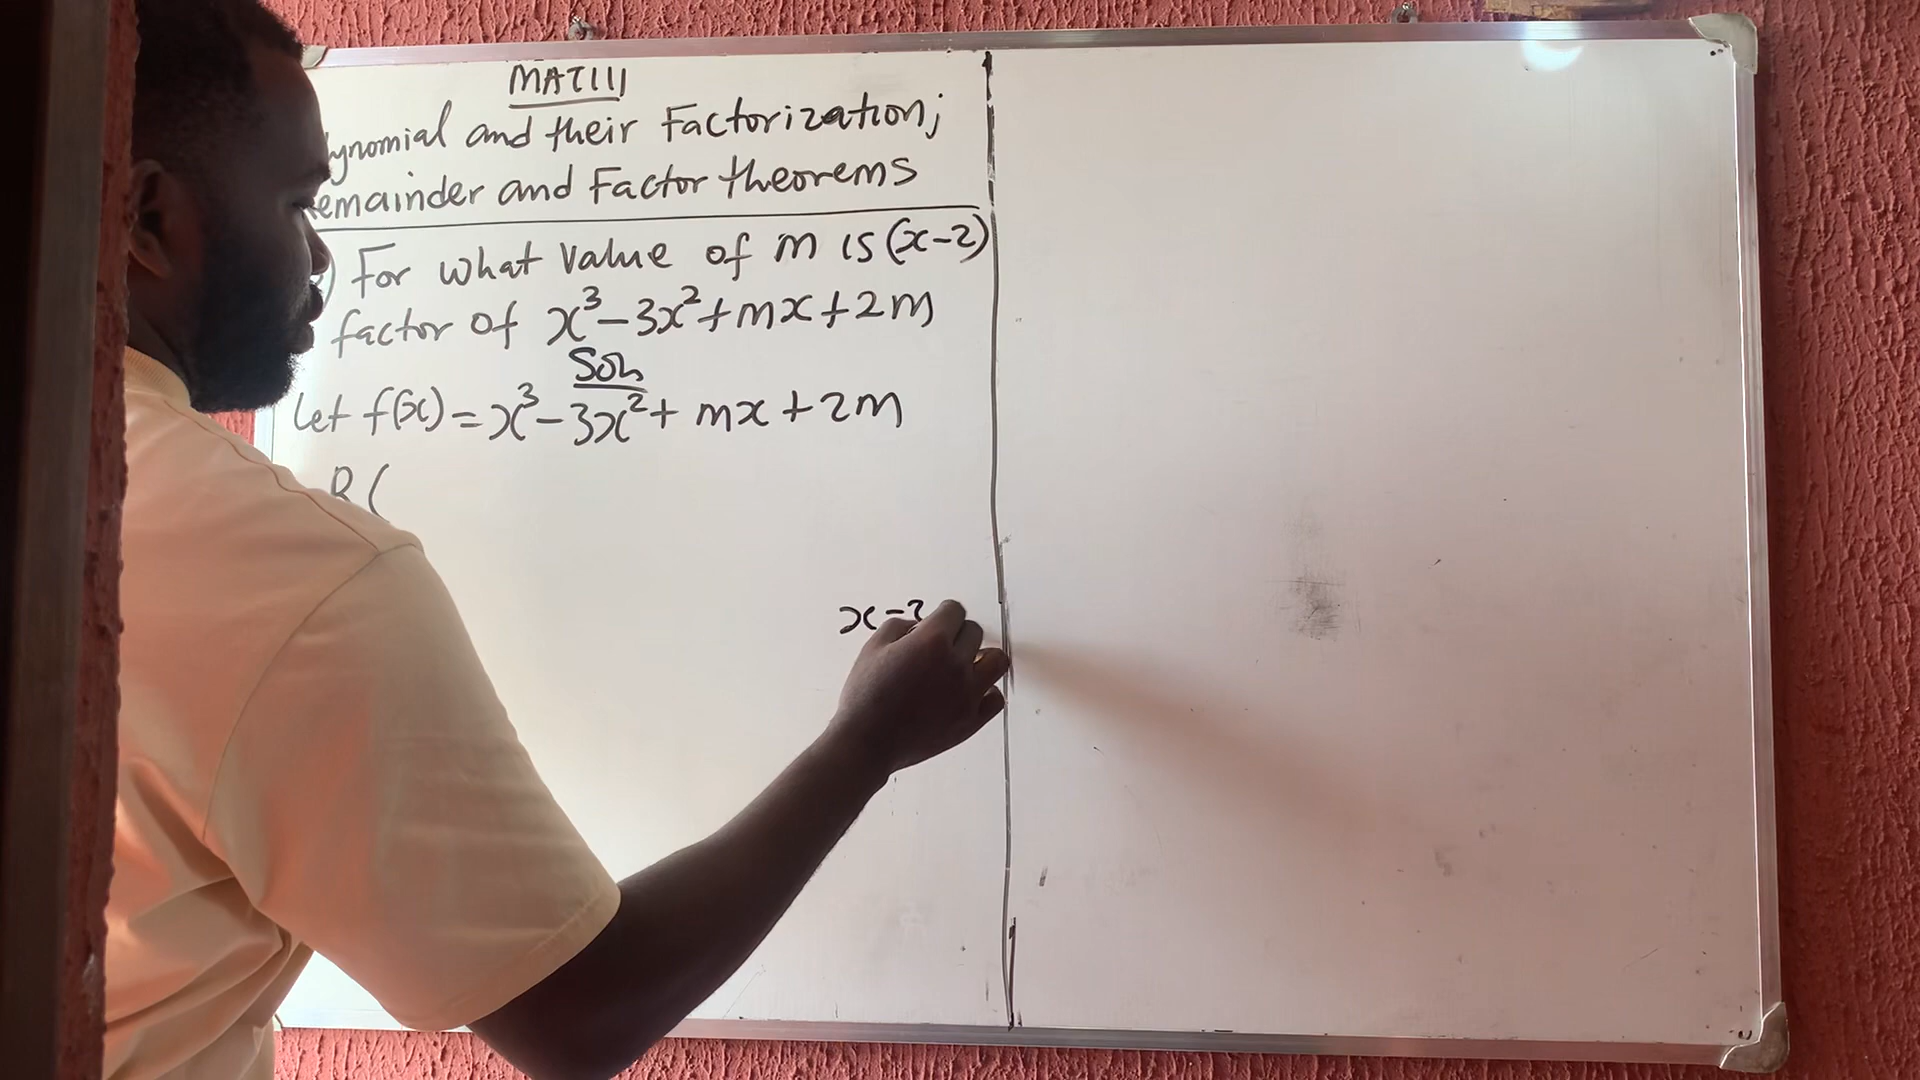 MAT111
lynomial and their Factorization;
emainder and Factor theorems
) For what value of m is (x-2)
factor of x³-3x²+mx+2m
Soln
Let f(x) = x³-3x²+mx+2m
R(
x-2